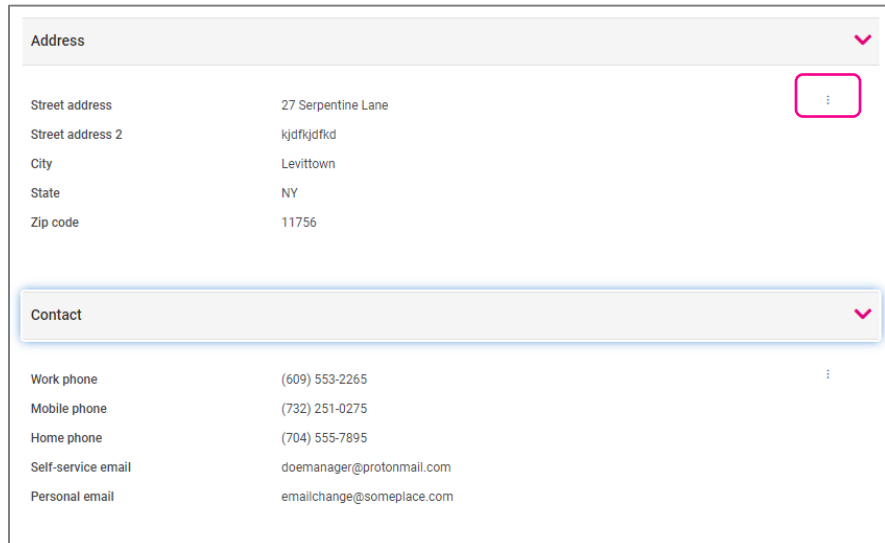 Address
Street address 27 Serpentine Lane
Street address 2 kjdfkjdfkd
City Levittown
State NY
Zip code 11756
Contact
Work phone (609) 553-2265
Mobile phone (732) 251-0275
Home phone (704) 555-7895
Self-service email doemanager@protonmail.com
Personal email emailchange@someplace.com